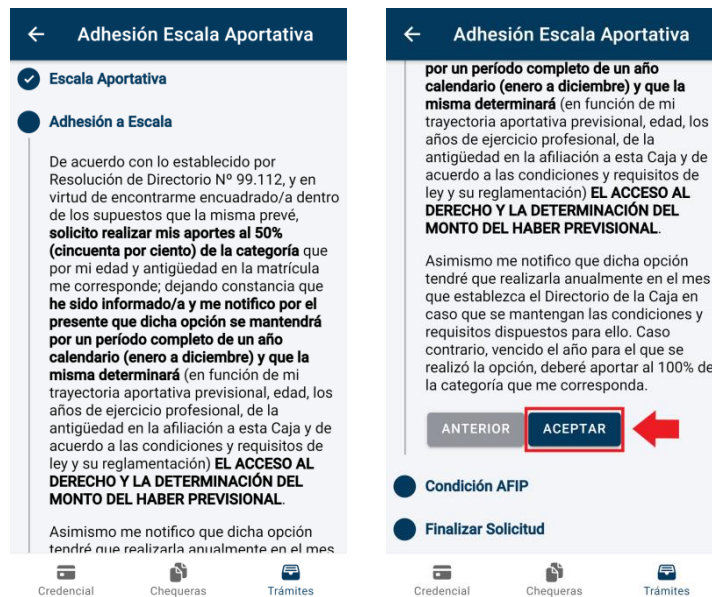 Adhesión Escala Aportativa
Escala Aportativa
Adhesión a Escala
De acuerdo con lo establecido por
Resolución de Directorio Nº 99.112, y en
virtud de encontrarme encuadrado/a dentro
de los supuestos que la misma prevé,
solicito realizar mis aportes al 50%
(cincuenta por ciento) de la categoría que
por mi edad y antigüedad en la matrícula
me corresponde; dejando constancia que
he sido informado/a y me notifico por el
presente que dicha opción se mantendrá
por un período completo de un año
calendario (enero a diciembre) y que la
misma determinará (en función de mi
trayectoria aportativa previsional, edad, los
años de ejercicio profesional, de la
antigüedad en la afiliación a esta Caja y de
acuerdo a las condiciones y requisitos de
ley y su reglamentación) EL ACCESO AL
DERECHO Y LA DETERMINACIÓN DEL
MONTO DEL HABER PREVISIONAL.
Asimismo me notifico que dicha opción
tendré que realizarla anualmente en el mes
Credencial
Chequeras
Trámites
Adhesión Escala Aportativa
por un período completo de un año
calendario (enero a diciembre) y que la
misma determinará (en función de mi
trayectoria aportativa previsional, edad, los
años de ejercicio profesional, de la
antigüedad en la afiliación a esta Caja y de
acuerdo a las condiciones y requisitos de
ley y su reglamentación) EL ACCESO AL
DERECHO Y LA DETERMINACIÓN DEL
MONTO DEL HABER PREVISIONAL.
Asimismo me notifico que dicha opción
tendré que realizarla anualmente en el mes
que establezca el Directorio de la Caja en
caso que se mantengan las condiciones y
requisitos dispuestos para ello. Caso
contrario, vencido el año para el que se
realizó la opción, deberé aportar al 100% de
la categoría que me corresponda.
ANTERIOR
ACEPTAR
Condición AFIP
Finalizar Solicitud
Credencial
Chequeras
Trámites